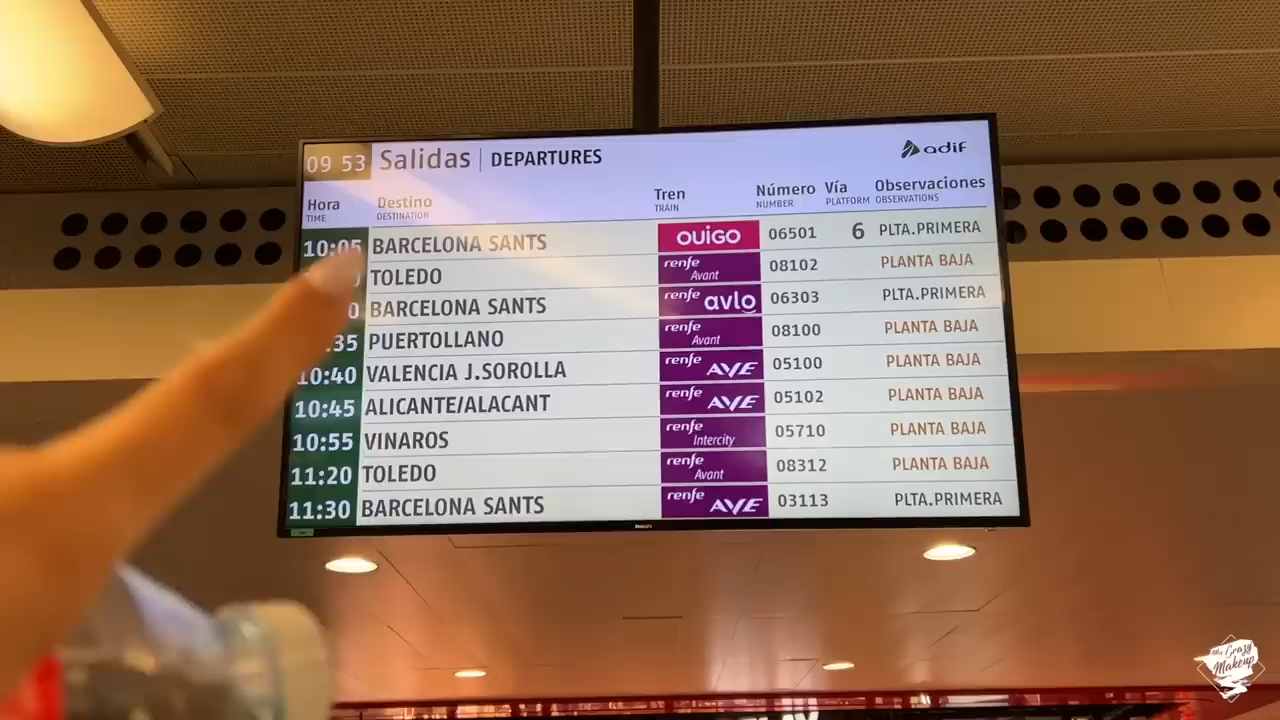 09 53 Salidas | DEPARTURES adif
Hora Destino Tren Número Vía Observaciones
TIME DESTINATION TRAIN NUMBER PLATFORM OBSERVATIONS
10:05 BARCELONA SANTS OUIGO 06501 6 PLTA.PRIMERA
TOLEDO renfe Avant 08102 PLANTA BAJA
0 BARCELONA SANTS renfe avlo 06303 PLTA.PRIMERA
:35 PUERTOLLANO renfe Avant 08100 PLANTA BAJA
10:40 VALENCIA J.SOROLLA renfe AVE 05100 PLANTA BAJA
10:45 ALICANTE/ALACANT renfe AVE 05102 PLANTA BAJA
10:55 VINAROS renfe Intercity 05710 PLANTA BAJA
11:20 TOLEDO renfe Avant 08312 PLANTA BAJA
11:30 BARCELONA SANTS renfe AVE 03113 PLTA.PRIMERA
Crazy
Makeup